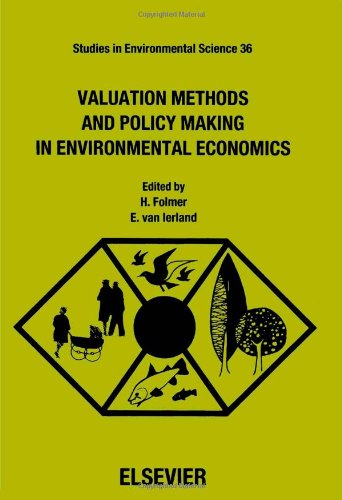 Studies in Environmental Science 36
VALUATION METHODS
AND POLICY MAKING
IN ENVIRONMENTAL ECONOMICS
Edited by
H. Folmer
E. van Ierland
ELSEVIER